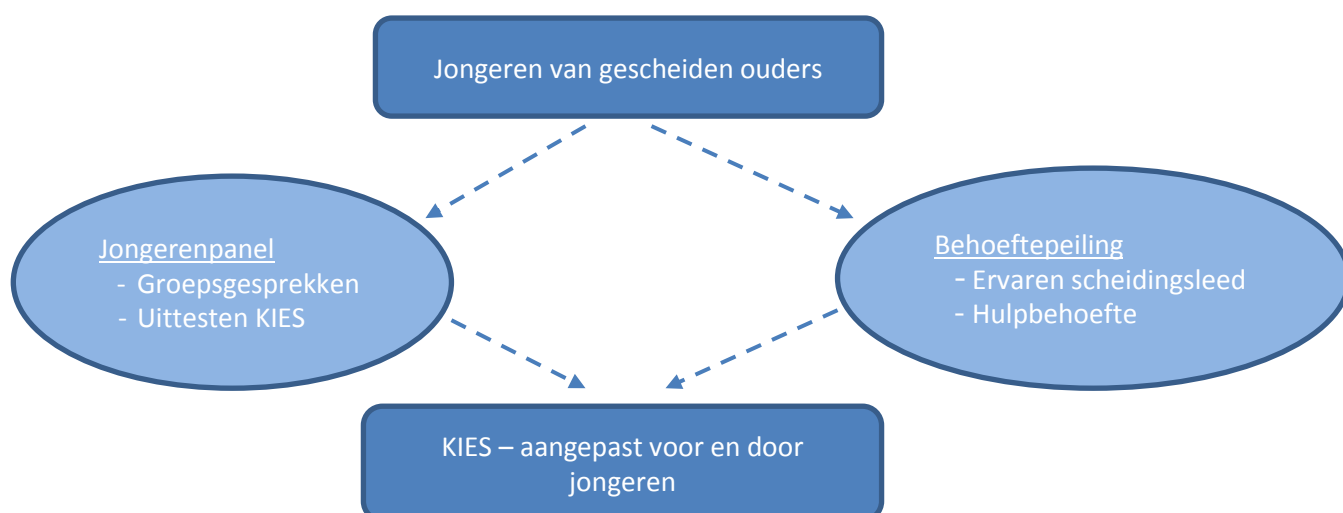 Jongeren van gescheiden ouders
Jongerenpanel
- Groepsgesprekken
- Uittesten KIES
Behoeftepeiling
- Ervaren scheidingsleed
- Hulpbehoefte
KIES – aangepast voor en door
jongeren